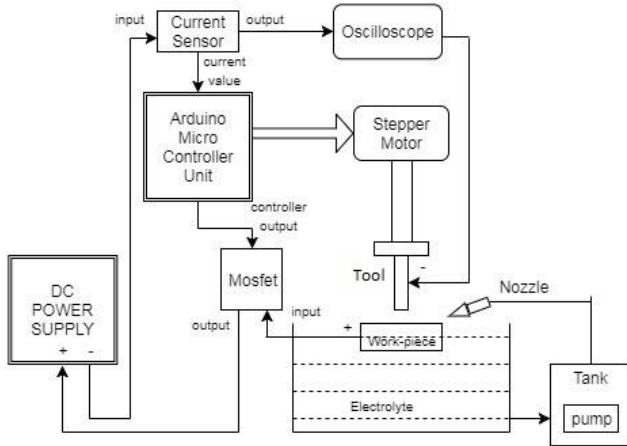 input
Current
Sensor
output
Oscilloscope
current
value
Arduino
Micro
Controller
Unit
Stepper
Motor
controller
output
Mosfet
Tool
-
Nozzle
DC
POWER
SUPPLY
+ -
output
input
+
Work-piece
Electrolyte
Tank
pump